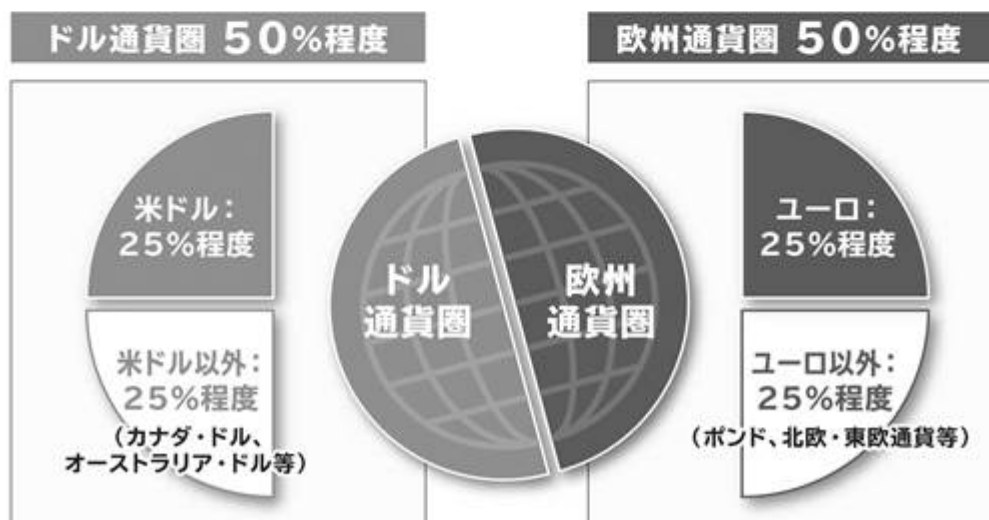 ドル通貨圏 50%程度
欧州通貨圏 50%程度
米ドル：
25%程度
米ドル以外：
25%程度
（カナダ・ドル、
オーストラリア・ドル等）
ドル
通貨圏
欧州
通貨圏
ユーロ：
25%程度
ユーロ以外：
25%程度
（ポンド、北欧・東欧通貨等）